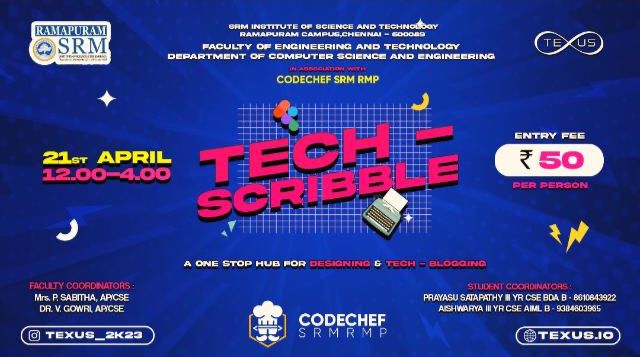 SRM INSTITUTE OF SCIENCE AND TECHNOLOGY
RAMAPURAM CAMPUS,CHENNAI - 600089
FACULTY OF ENGINEERING AND TECHNOLOGY
DEPARTMENT OF COMPUTER SCIENCE AND ENGINEERING
IN ASSOCIATION WITH
CODECHEF SRM RMP
RAMAPURAM
SRM
TEXUS
21ST APRIL
12.00-4.00
TECH -
SCRIBBLE
ENTRY FEE
₹ 50
PER PERSON
A ONE STOP HUB FOR DESIGNING & TECH - BLOGGING
FACULTY COORDINATORS :
Mrs. P. SABITHA, AP/CSE
DR. V. GOWRI, AP/CSE
STUDENT COORDINATORS :
PRAYASU SATAPATHY III YR CSE BDA B - 8610843922
AISHWARYA III YR CSE AIML B - 9384603965
TEXUS_2K23
CODECHEF
SRMRMP
TEXUS.IO